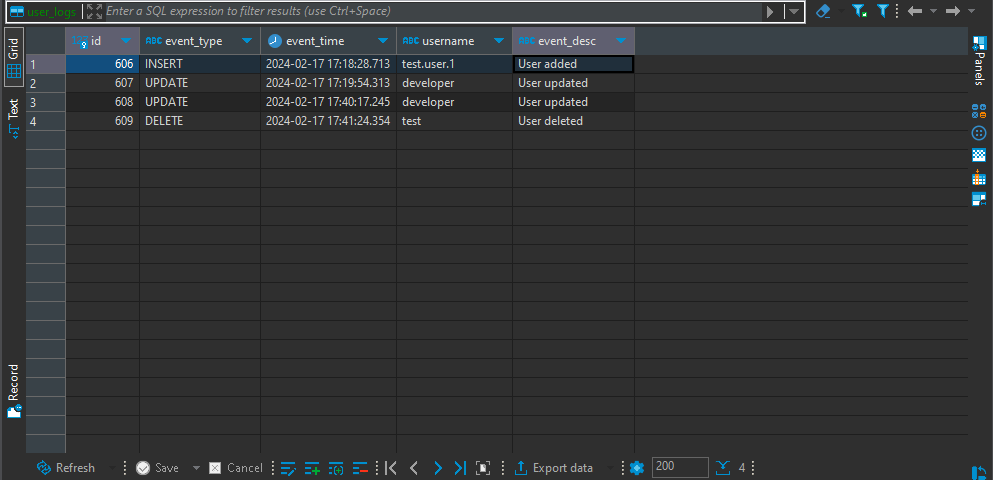 user_logs Enter a SQL expression to filter results (use Ctrl+Space)
Grid
Text
Record
Panels
123 id ABC event_type event_time ABC username ABC event_desc
1 606 INSERT 2024-02-17 17:18:28.713 test.user.1 User added
2 607 UPDATE 2024-02-17 17:19:54.313 developer User updated
3 608 UPDATE 2024-02-17 17:40:17.245 developer User updated
4 609 DELETE 2024-02-17 17:41:24.354 test User deleted
Refresh Save Cancel Export data 200 4